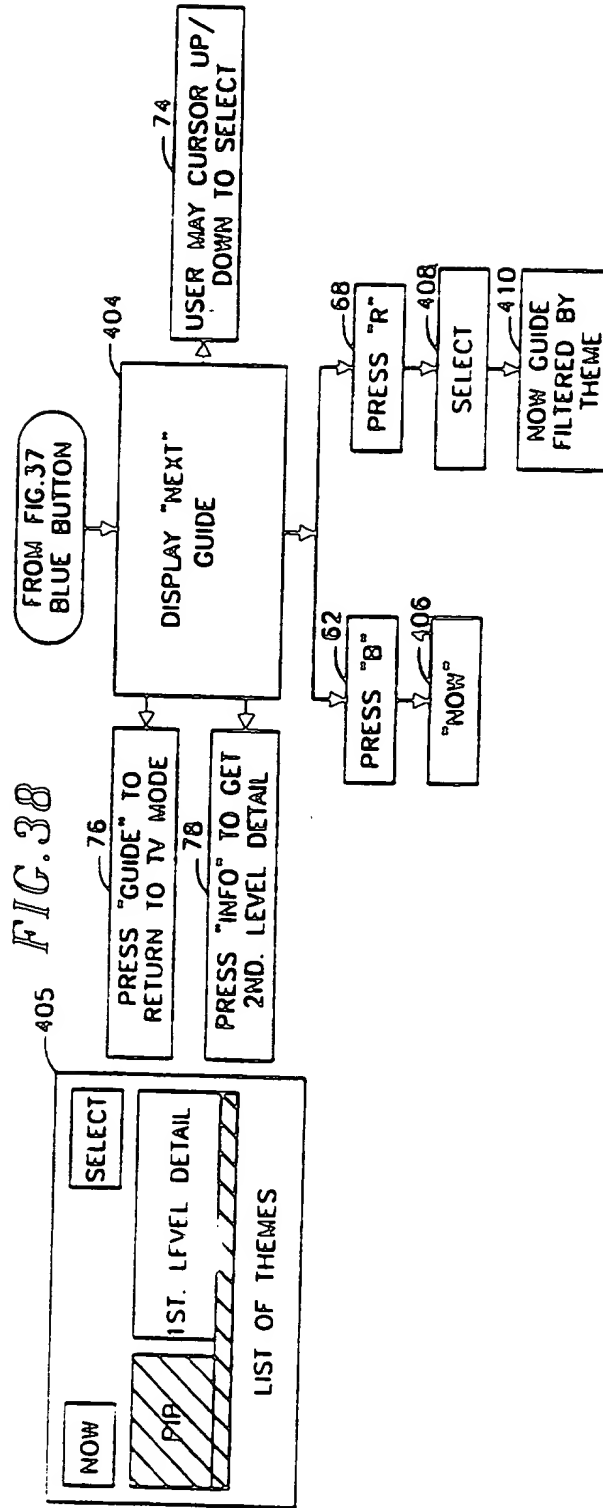 FIG.38
405
NOW
SELECT
PIP
1ST. LEVEL DETAIL
LIST OF THEMES
FROM FIG.37
BLUE BUTTON
404
DISPLAY "NEXT"
GUIDE
76
PRESS "GUIDE" TO
RETURN TO TV MODE
78
PRESS "INFO" TO GET
2ND. LEVEL DETAIL
74
USER MAY CURSOR UP/
DOWN TO SELECT
62
PRESS "B"
406
"NOW"
68
PRESS "R"
408
SELECT
410
NOW GUIDE
FILTERED BY
THEME